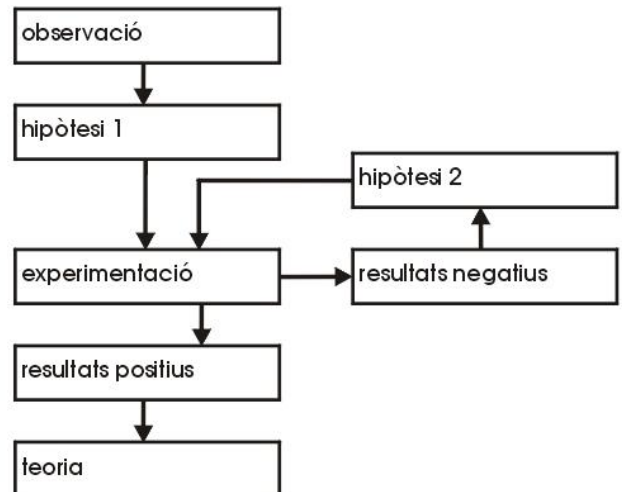 observació
hipòtesi 1
hipòtesi 2
experimentació
resultats negatius
resultats positius
teoria